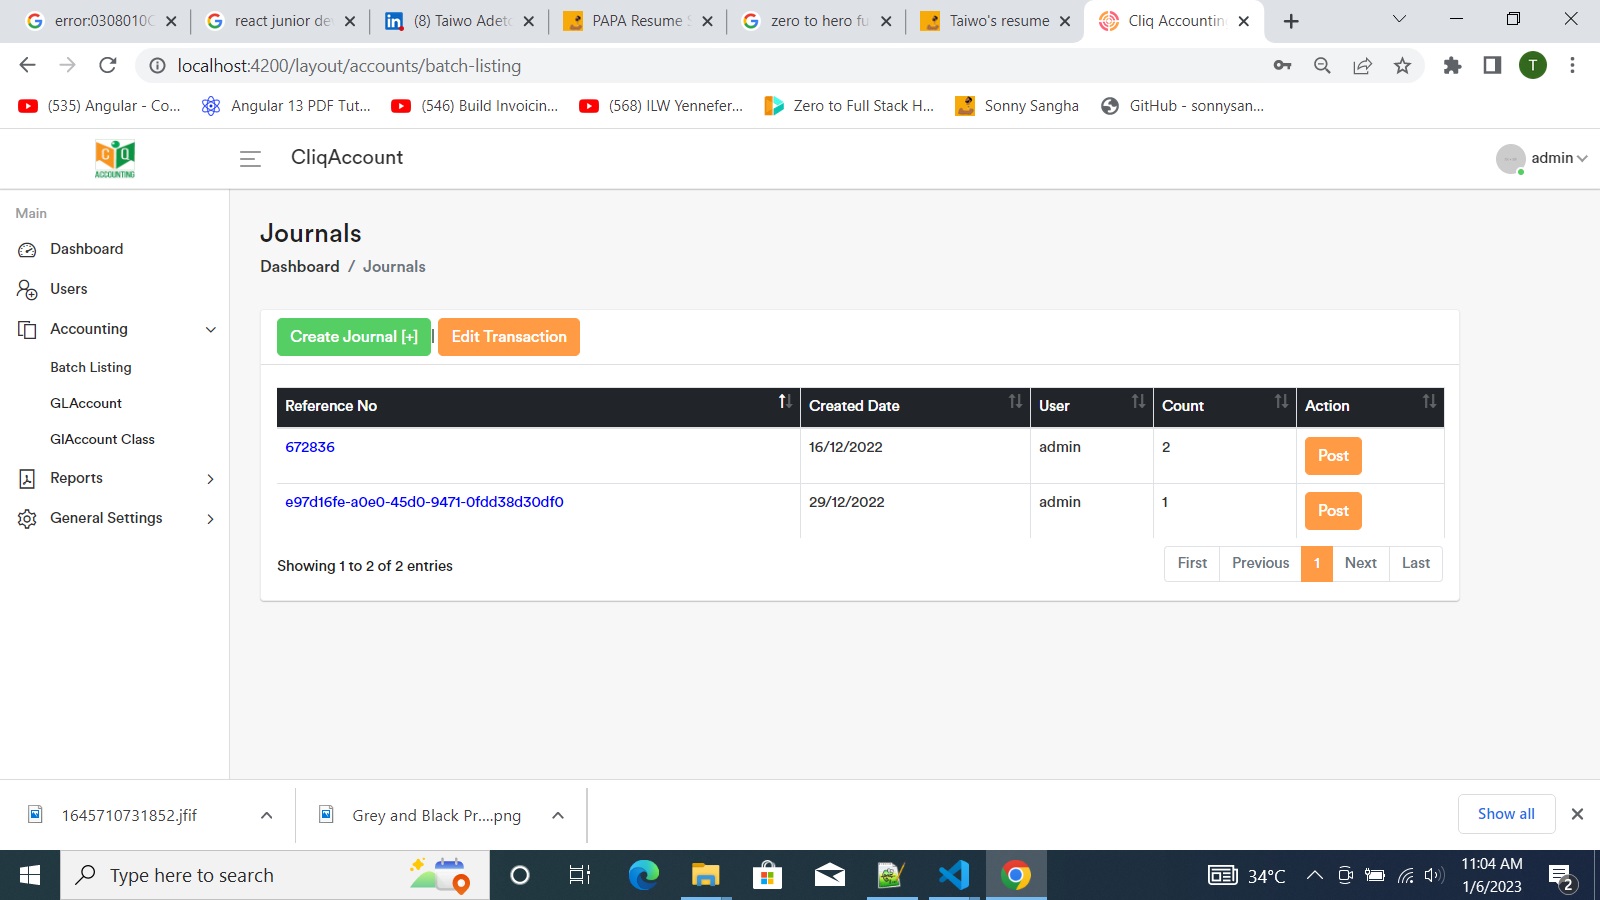 error:0308010C
react junior de
(8) Taiwo Adet
PAPA Resume S
zero to hero fu
Taiwo's resume
Cliq Accountin
localhost:4200/layout/accounts/batch-listing
T
(535) Angular - Co...
Angular 13 PDF Tut...
(546) Build Invoicin...
(568) ILW Yennefer...
Zero to Full Stack H...
Sonny Sangha
GitHub - sonnysan...
CQ
ACCOUNTING
CliqAccount
admin
Main
Dashboard
Users
Accounting
Batch Listing
GLAccount
GlAccount Class
Reports
General Settings
Journals
Dashboard / Journals
Create Journal [+] | Edit Transaction
Reference No Created Date User Count Action
672836 16/12/2022 admin 2 Post
e97d16fe-a0e0-45d0-9471-0fdd38d30df0 29/12/2022 admin 1 Post
Showing 1 to 2 of 2 entries
First Previous 1 Next Last
1645710731852.jfif
Grey and Black Pr....png
Show all
Type here to search
34°C
11:04 AM
1/6/2023
2